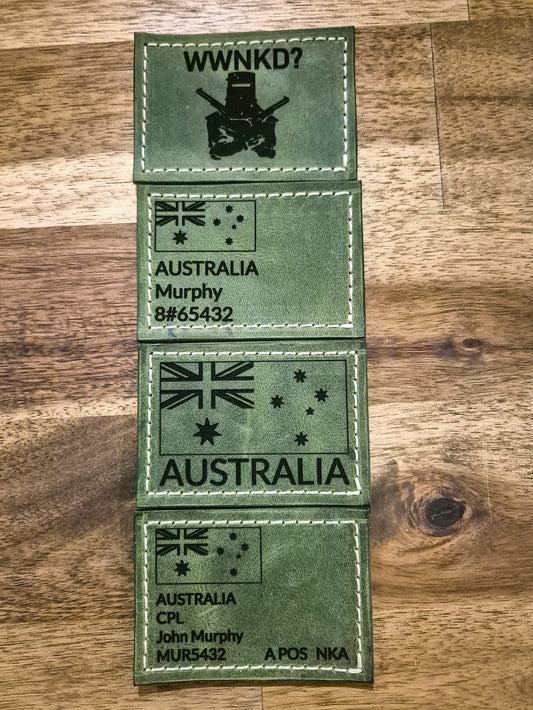 WWNKD?
AUSTRALIA
Murphy
8#65432
AUSTRALIA
AUSTRALIA
CPL
John Murphy
MUR5432 A POS NKA